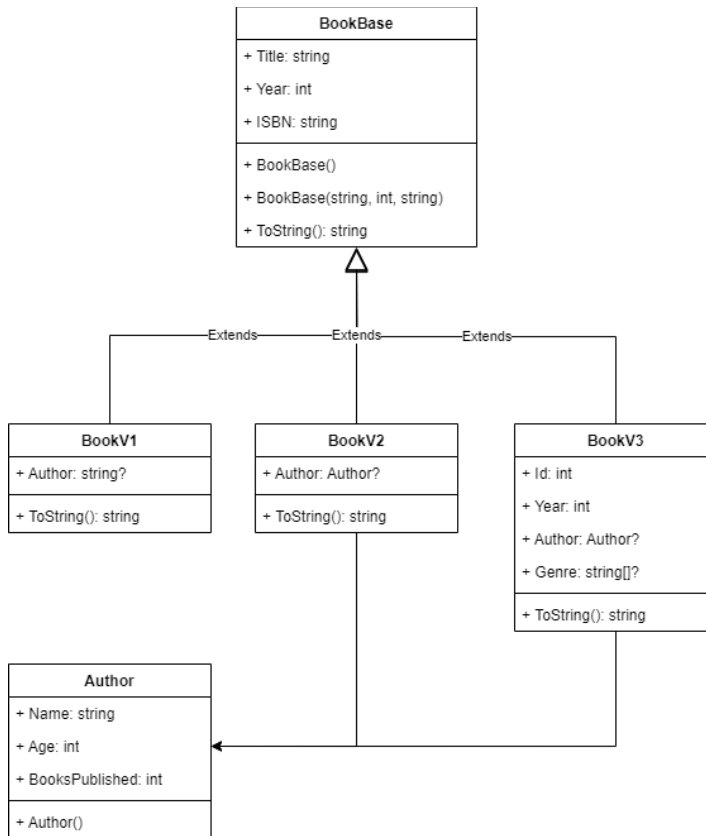 BookBase
+ Title: string
+ Year: int
+ ISBN: string
+ BookBase()
+ BookBase(string, int, string)
+ ToString(): string
Extends
Extends
Extends
BookV1
+ Author: string?
+ ToString(): string
BookV2
+ Author: Author?
+ ToString(): string
BookV3
+ Id: int
+ Year: int
+ Author: Author?
+ Genre: string[]?
+ ToString(): string
Author
+ Name: string
+ Age: int
+ BooksPublished: int
+ Author()